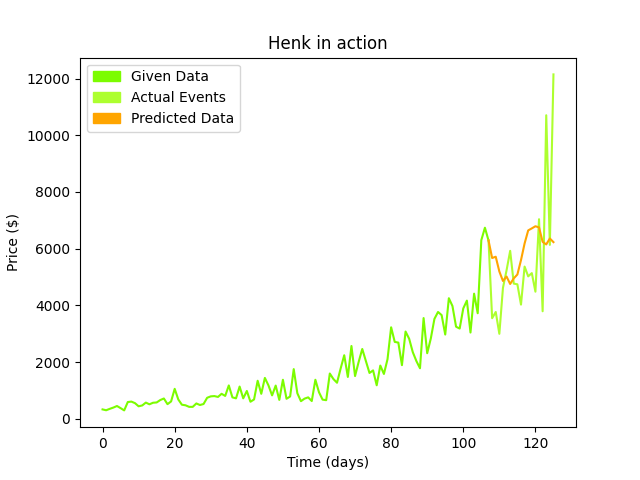 Henk in action
Given Data
Actual Events
Predicted Data
Price ($)
12000
10000
8000
6000
4000
2000
0
0 20 40 60 80 100 120
Time (days)